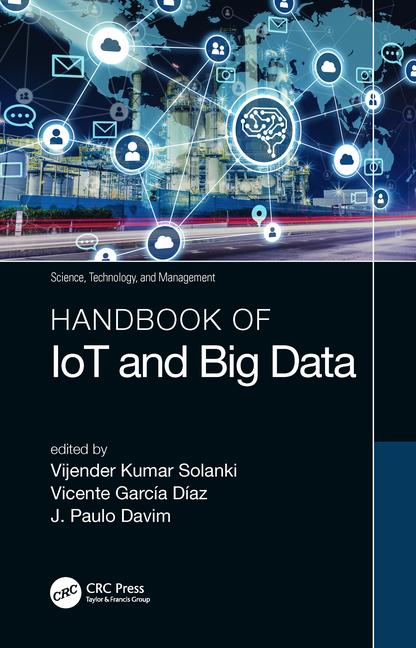 Science, Technology, and Management
HANDBOOK OF
IoT and Big Data
edited by
Vijender Kumar Solanki
Vicente García Díaz
J. Paulo Davim
CRC
CRC Press
Taylor & Francis Group